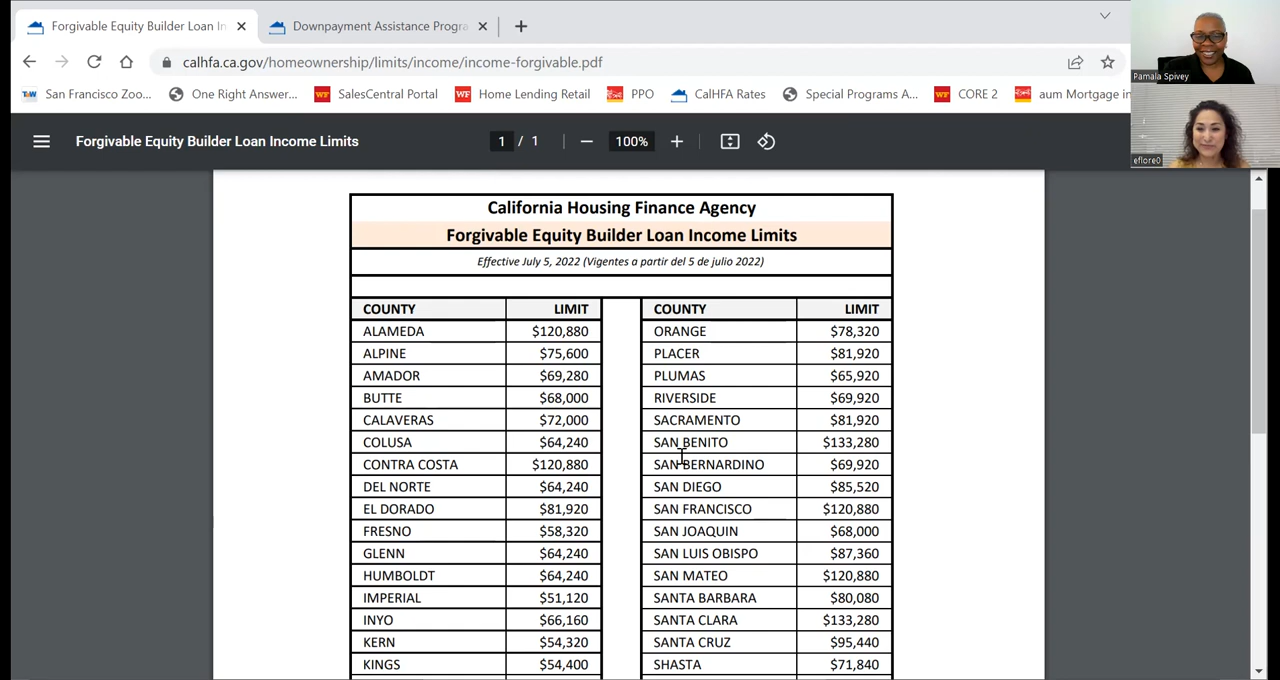 Forgivable Equity Builder Loan In
Downpayment Assistance Progra
calhfa.ca.gov/homeownership/limits/income/income-forgivable.pdf
San Francisco Zoo...
One Right Answer...
WF SalesCentral Portal
WF Home Lending Retail
PPO
CalHFA Rates
Special Programs A...
WF CORE 2
aum Mortgage in
Pamala Spivey
eflore0
Forgivable Equity Builder Loan Income Limits
1 / 1
100%
California Housing Finance Agency
Forgivable Equity Builder Loan Income Limits
Effective July 5, 2022 (Vigentes a partir del 5 de julio 2022)
COUNTY LIMIT COUNTY LIMIT
ALAMEDA $120,880 ORANGE $78,320
ALPINE $75,600 PLACER $81,920
AMADOR $69,280 PLUMAS $65,920
BUTTE $68,000 RIVERSIDE $69,920
CALAVERAS $72,000 SACRAMENTO $81,920
COLUSA $64,240 SAN BENITO $133,280
CONTRA COSTA $120,880 SAN BERNARDINO $69,920
DEL NORTE $64,240 SAN DIEGO $85,520
EL DORADO $81,920 SAN FRANCISCO $120,880
FRESNO $58,320 SAN JOAQUIN $68,000
GLENN $64,240 SAN LUIS OBISPO $87,360
HUMBOLDT $64,240 SAN MATEO $120,880
IMPERIAL $51,120 SANTA BARBARA $80,080
INYO $66,160 SANTA CLARA $133,280
KERN $54,320 SANTA CRUZ $95,440
KINGS $54,400 SHASTA $71,840